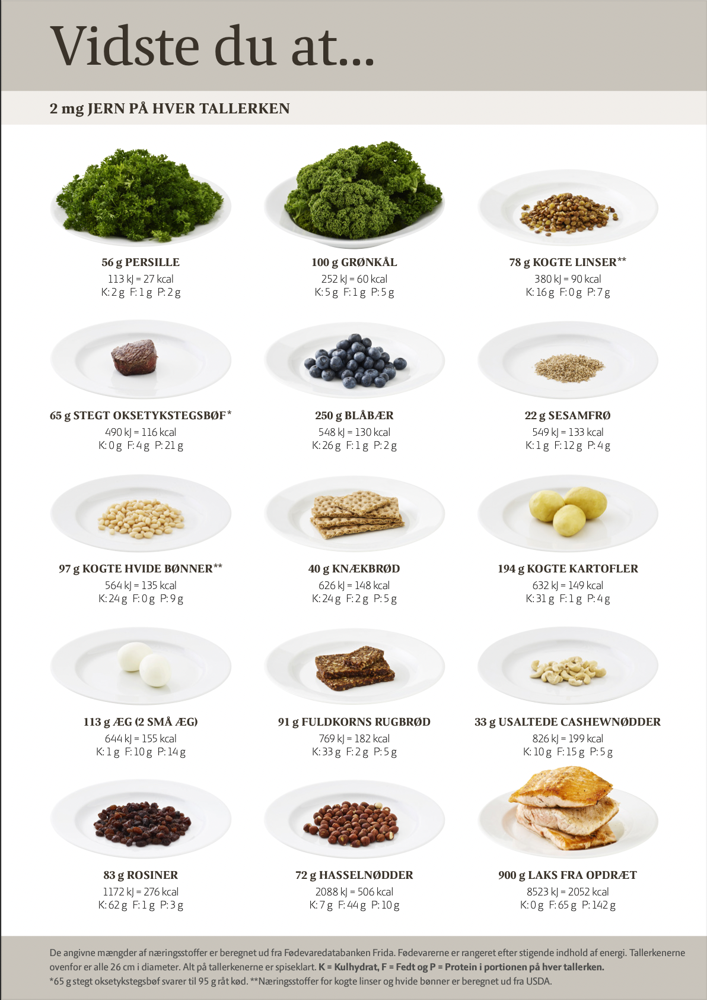 Vidste du at...
2 mg JERN PÅ HVER TALLERKEN
56 g PERSILLE
113 kJ = 27 kcal
K: 2 g F: 1 g P: 2 g
100 g GRØNKÅL
252 kJ = 60 kcal
K: 5 g F: 1 g P: 5 g
78 g KOGTE LINSER**
380 kJ = 90 kcal
K: 16 g F: 0 g P: 7 g
65 g STEGT OKSETYKSTEGSBØF*
490 kJ = 116 kcal
K: 0 g F: 4 g P: 21 g
250 g BLÅBÆR
548 kJ = 130 kcal
K: 26 g F: 1 g P: 2 g
22 g SESAMFRØ
549 kJ = 133 kcal
K: 1 g F: 12 g P: 4 g
97 g KOGTE HVIDE BØNNER**
564 kJ = 135 kcal
K: 24 g F: 0 g P: 9 g
40 g KNÆKBRØD
626 kJ = 148 kcal
K: 24 g F: 2 g P: 5 g
194 g KOGTE KARTOFLER
632 kJ = 149 kcal
K: 31 g F: 1 g P: 4 g
113 g ÆG (2 SMÅ ÆG)
644 kJ = 155 kcal
K: 1 g F: 10 g P: 14 g
91 g FULDKORNS RUGBRØD
769 kJ = 182 kcal
K: 33 g F: 2 g P: 5 g
33 g USALTEDE CASHEWNØDDER
826 kJ = 199 kcal
K: 10 g F: 15 g P: 5 g
83 g ROSINER
1172 kJ = 276 kcal
K: 62 g F: 1 g P: 3 g
72 g HASSELNØDDER
2088 kJ = 506 kcal
K: 7 g F: 44 g P: 10 g
900 g LAKS FRA OPDRÆT
8523 kJ = 2052 kcal
K: 0 g F: 65 g P: 142 g
De angivne mængder af næringsstoffer er beregnet ud fra Fødevaredatabanken Frida. Fødevarerne er rangeret efter stigende indhold af energi. Tallerkenerne
ovenfor er alle 26 cm i diameter. Alt på tallerkenerne er spiseklart. K = Kulhydrat, F = Fedt og P = Protein i portionen på hver tallerken.
*65 g stegt oksetykstegsbøf svarer til 95 g råt kød. **Næringsstoffer for kogte linser og hvide bønner er beregnet ud fra USDA.